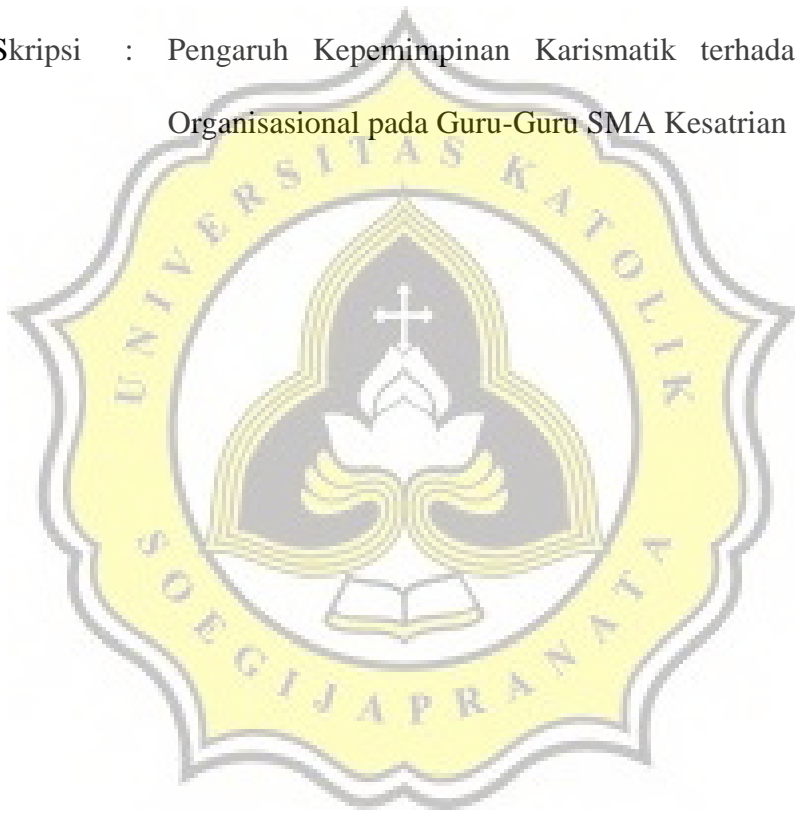 Skripsi : Pengaruh Kepemimpinan Karismatik terhada
Organisasional pada Guru-Guru SMA Kesatrian
UNIVERSITAS KATOLIK
SOEGIJAPRANATA